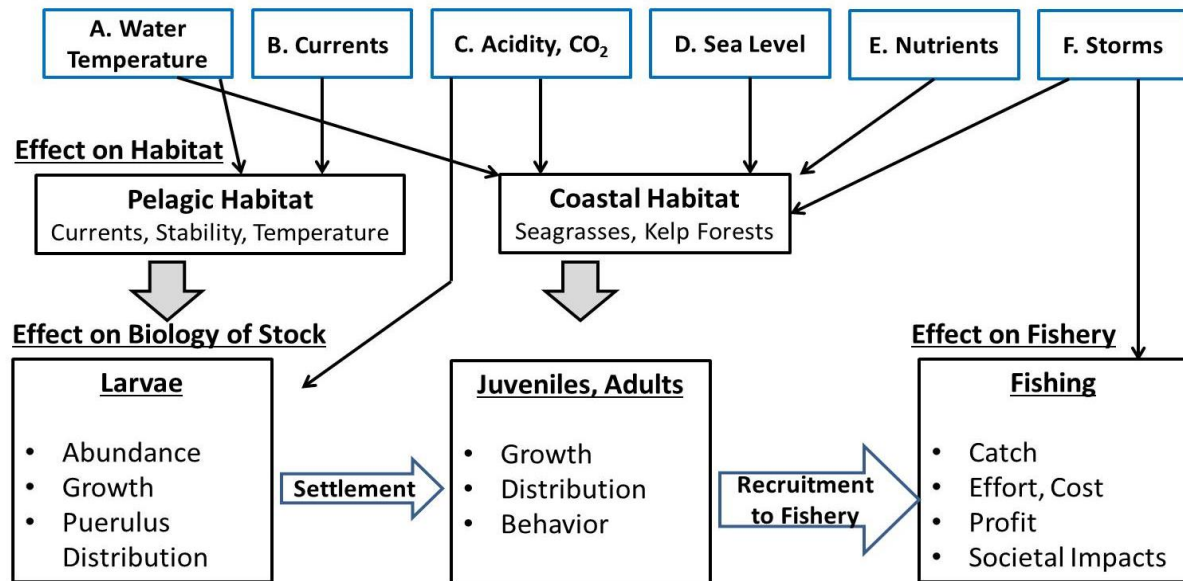 A. Water
Temperature
B. Currents
C. Acidity, CO₂
D. Sea Level
E. Nutrients
F. Storms
Effect on Habitat
Pelagic Habitat
Currents, Stability, Temperature
Coastal Habitat
Seagrasses, Kelp Forests
Effect on Biology of Stock
Effect on Fishery
Larvae
• Abundance
• Growth
• Puerulus
Distribution
Settlement
Juveniles, Adults
• Growth
• Distribution
• Behavior
Recruitment
to Fishery
Fishing
• Catch
• Effort, Cost
• Profit
• Societal Impacts